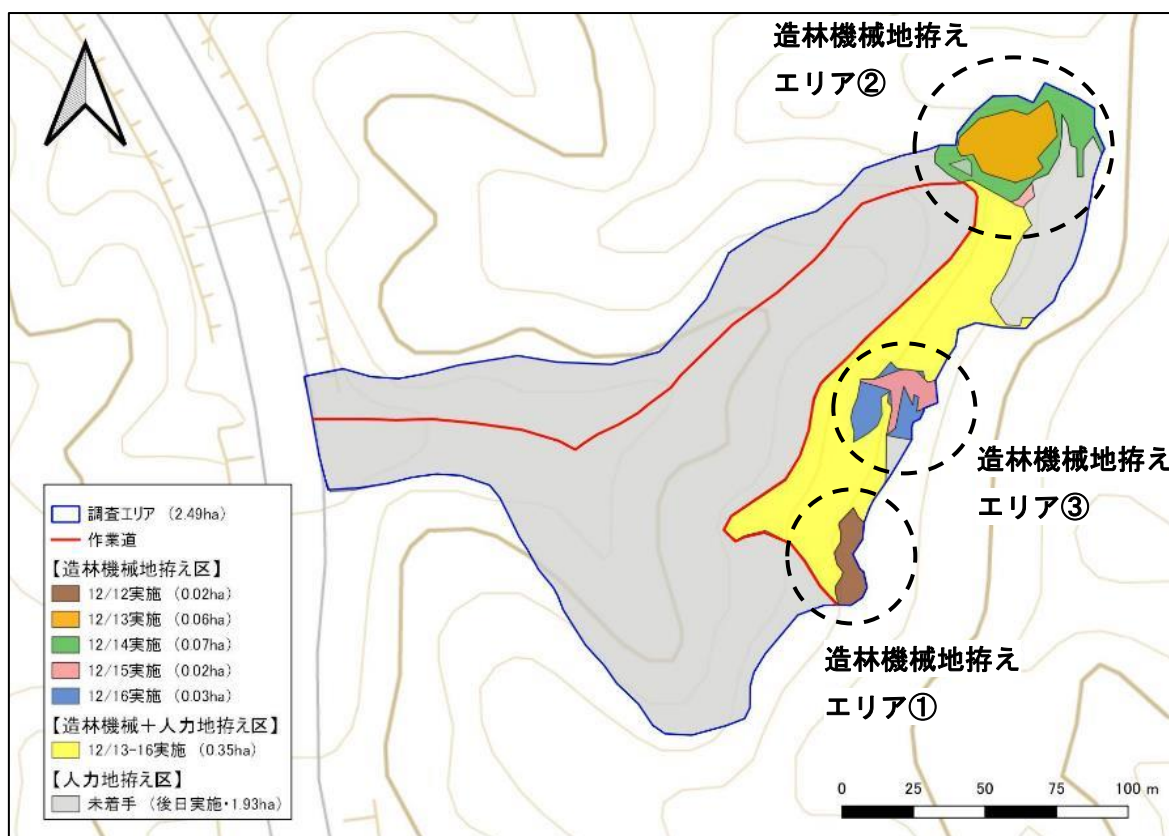 造林機械地拵え
エリア②
造林機械地拵え
エリア③
造林機械地拵え
エリア①
調査エリア (2.49ha)
作業道
【造林機械地拵え区】
12/12実施 (0.02ha)
12/13実施 (0.06ha)
12/14実施 (0.07ha)
12/15実施 (0.02ha)
12/16実施 (0.03ha)
【造林機械+人力地拵え区】
12/13-16実施 (0.35ha)
【人力地拵え区】
未着手 (後日実施・1.93ha)
0 25 50 75 100 m